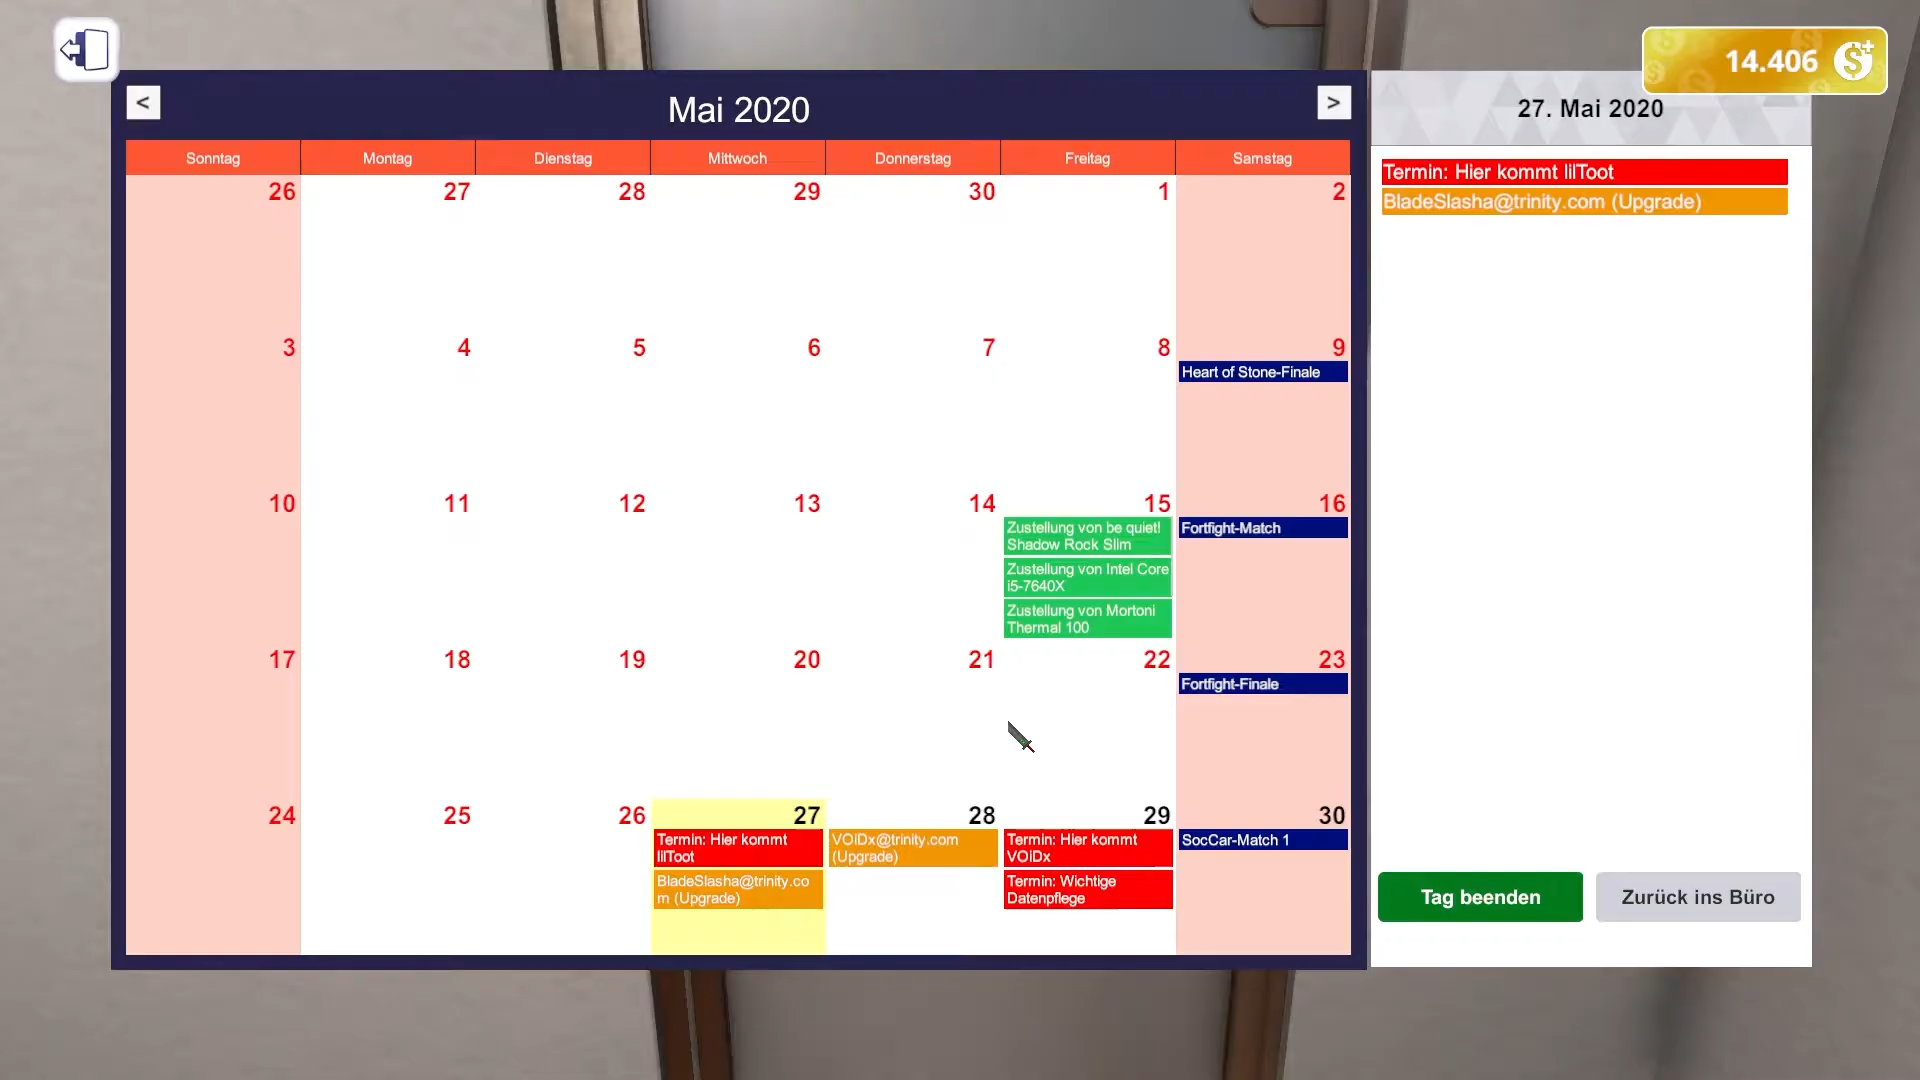 14.406
<
Mai 2020
>
27. Mai 2020
Sonntag Montag Dienstag Mittwoch Donnerstag Freitag Samstag
26 27 28 29 30 1 2
3 4 5 6 7 8 9
Heart of Stone-Finale
10 11 12 13 14 15 16
Zustellung von be quiet!
Shadow Rock Slim
Zustellung von Intel Core
i5-7640X
Zustellung von Mortoni
Thermal 100
Fortfight-Match
17 18 19 20 21 22 23
Fortfight-Finale
24 25 26 27 28 29 30
Termin: Hier kommt
lilToot
BladeSlasha@trinity.co
m (Upgrade)
VOiDx@trinity.com
(Upgrade)
Termin: Hier kommt
VOiDx
Termin: Wichtige
Datenpflege
SocCar-Match 1
Termin: Hier kommt lilToot
BladeSlasha@trinity.com (Upgrade)
Tag beenden
Zurück ins Büro